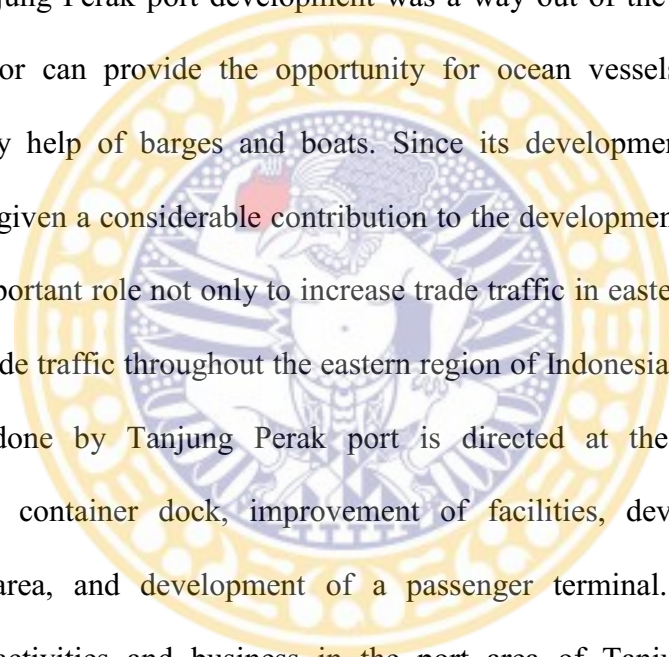 jung Perak port development was a way out of the
or can provide the opportunity for ocean vessels
y help of barges and boats. Since its developmen
given a considerable contribution to the developmen
portant role not only to increase trade traffic in easte
de traffic throughout the eastern region of Indonesia
done by Tanjung Perak port is directed at the
container dock, improvement of facilities, dev
area, and development of a passenger terminal.
activities and business in the port area of Tanju